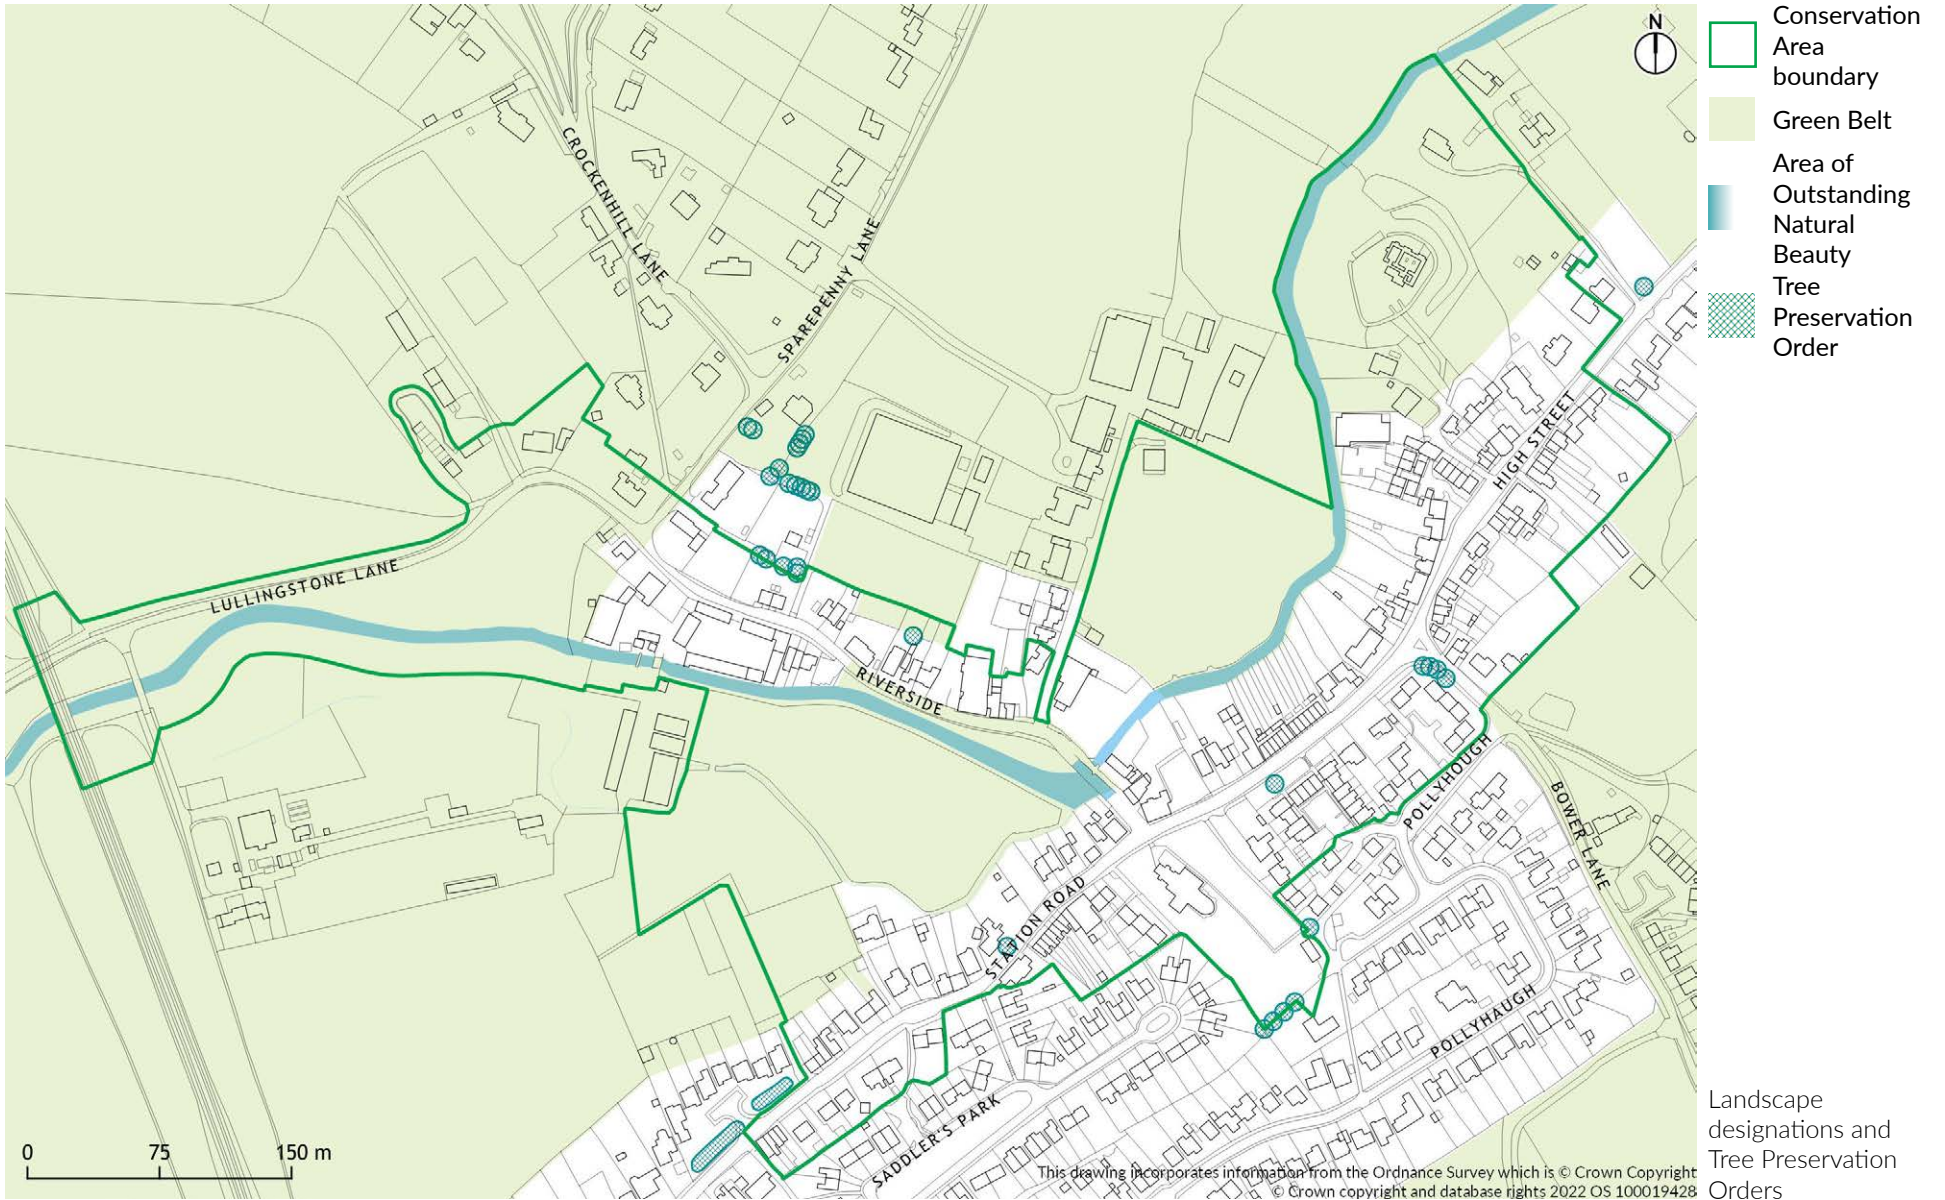 N
CROCKENHILL LANE
SPAREPENNY LANE
HIGH STREET
LULLINGSTONE LANE
RIVERSIDE
POLLYHOUGH
BOWER LANE
STATION ROAD
POLLYHAUGH
SADDLER'S PARK
0 75 150 m
This drawing incorporates information from the Ordnance Survey which is © Crown Copyright
© Crown copyright and database rights 2022 OS 100019428
Conservation
Area
boundary
Green Belt
Area of
Outstanding
Natural
Beauty
Tree
Preservation
Order
Landscape
designations and
Tree Preservation
Orders